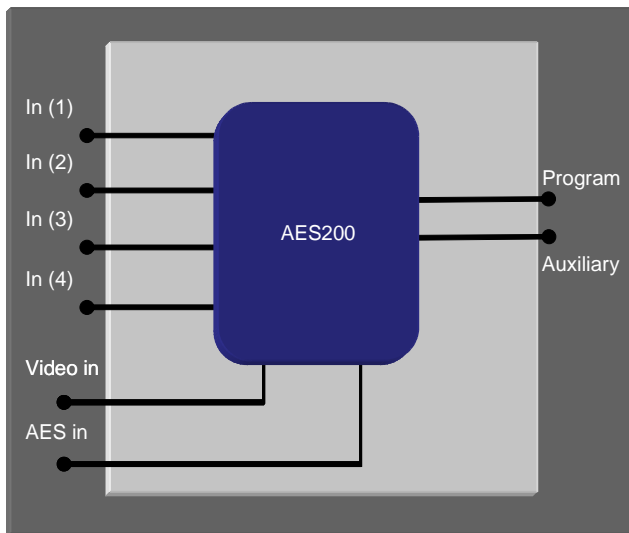 In (1)
In (2)
In (3)
In (4)
Video in
AES in
AES200
Program
Auxiliary